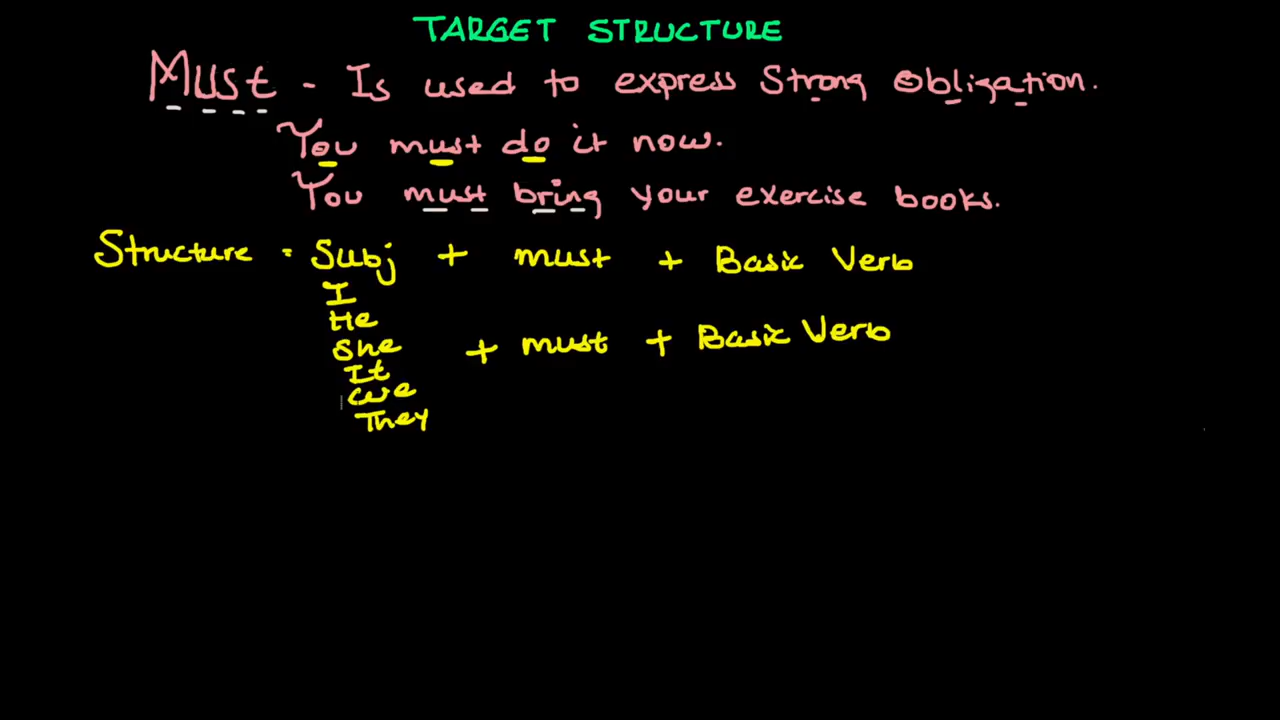 TARGET STRUCTURE
Must - Is used to express Strong Obligation.
You must do it now.
You must bring your exercise books.
Structure = Subj + must + Basic Verb
I
He
She + must + Basic Verb
It
We
They